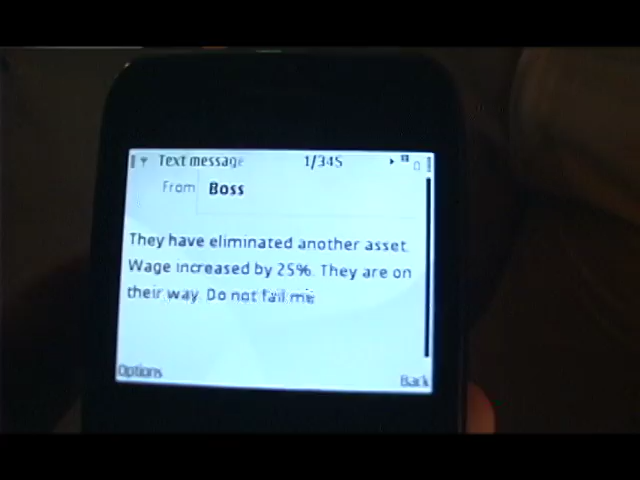 Text message 1/345
From Boss
They have eliminated another asset.
Wage increased by 25%. They are on
their way. Do not fail me
Options Back